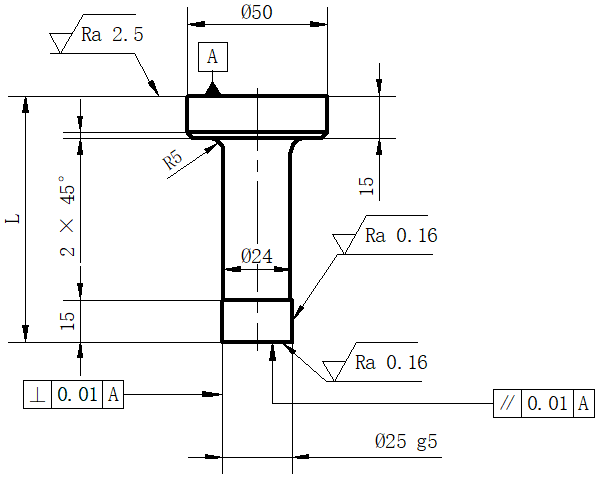 Ø50
Ra 2.5
A
R5
15
L
2 × 45°
Ra 0.16
Ø24
15
Ra 0.16
⊥ 0.01 A
// 0.01 A
Ø25 g5